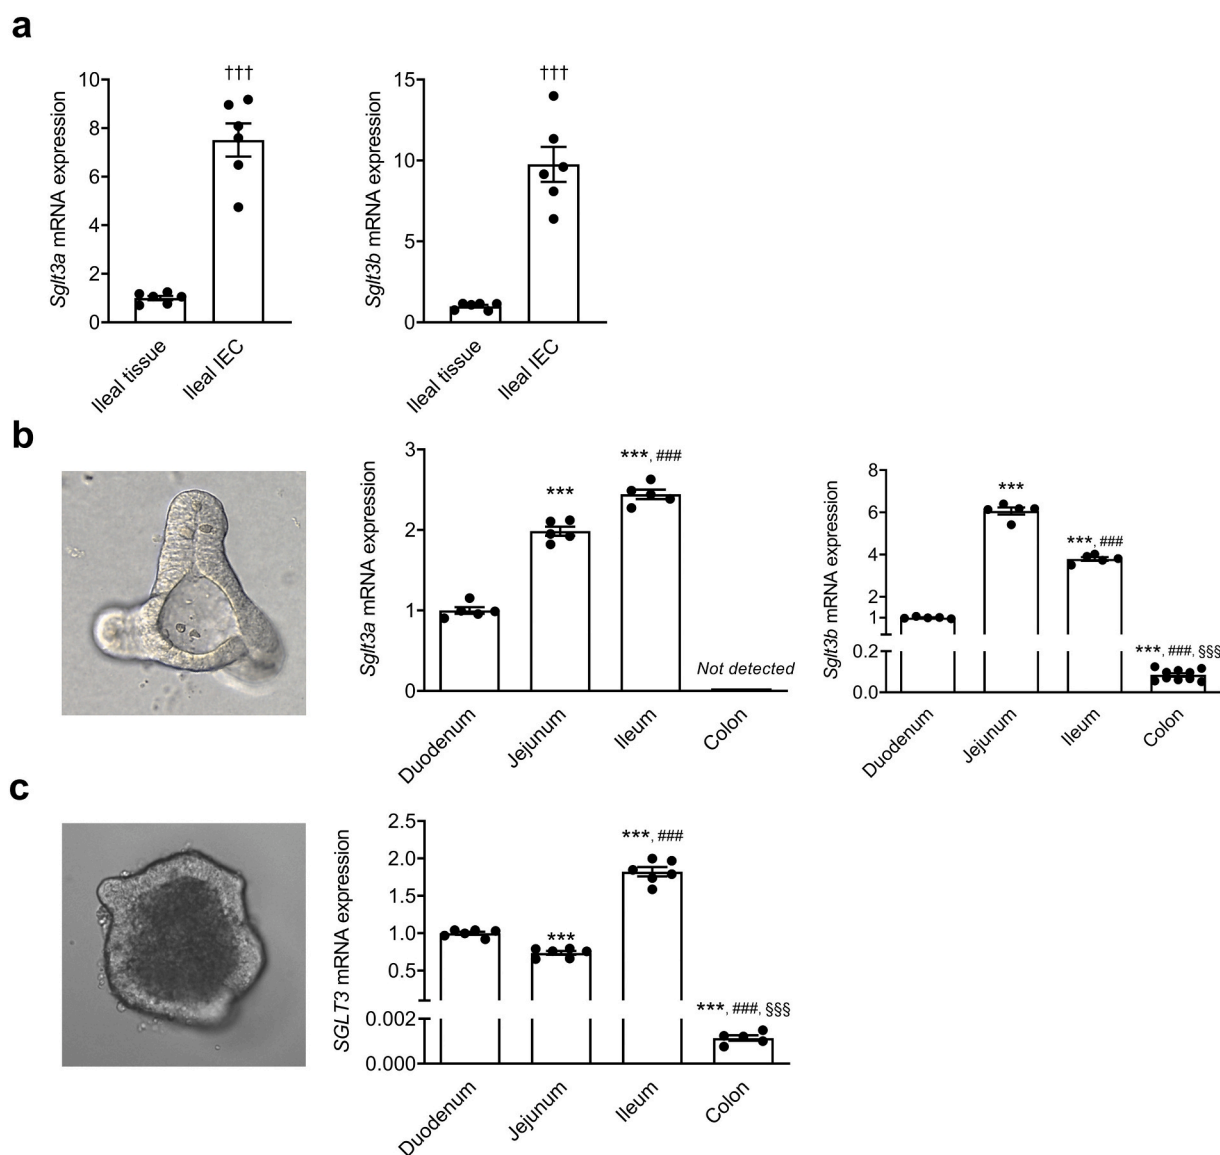 a
Sglt3a mRNA expression
10
8
6
4
2
0
†††
Ileal tissue
Ileal IEC
Sglt3b mRNA expression
15
10
5
0
†††
Ileal tissue
Ileal IEC
b
Sglt3a mRNA expression
3
2
1
0
***
***, ###
Not detected
Duodenum
Jejunum
Ileum
Colon
Sglt3b mRNA expression
8
6
4
2
1
0.2
0.0
***
***, ###
***, ###, §§§
Duodenum
Jejunum
Ileum
Colon
c
SGLT3 mRNA expression
2.5
2.0
1.5
1.0
0.5
0.002
0.000
***
***, ###
***, ###, §§§
Duodenum
Jejunum
Ileum
Colon